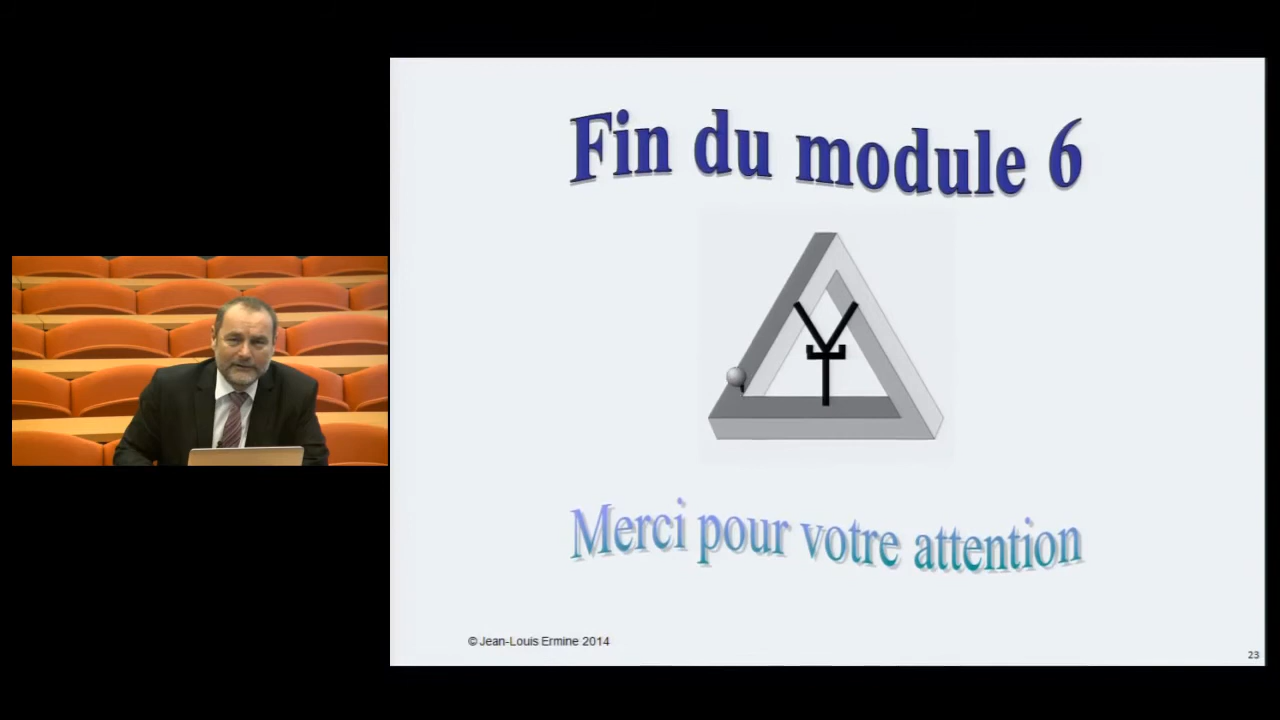 Fin du module 6
Merci pour votre attention
© Jean-Louis Ermine 2014
23